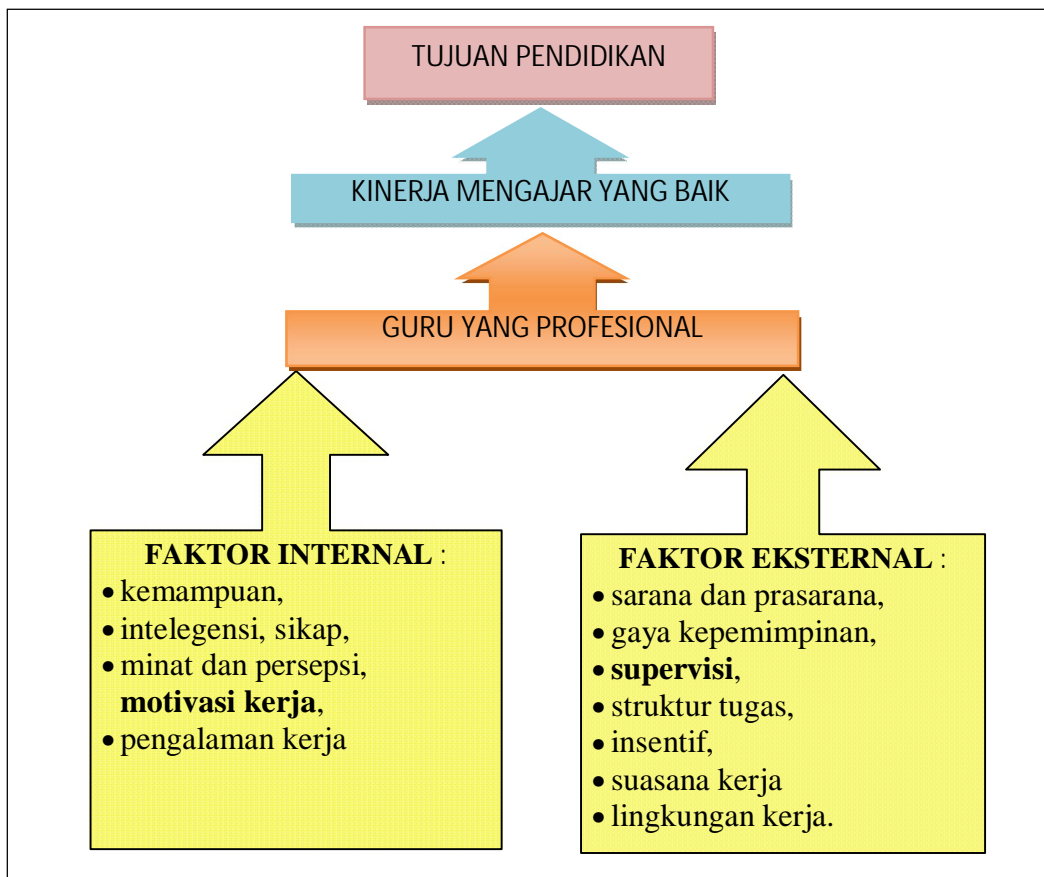 TUJUAN PENDIDIKAN
KINERJA MENGAJAR YANG BAIK
GURU YANG PROFESIONAL
FAKTOR INTERNAL :
• kemampuan,
• intelegensi, sikap,
• minat dan persepsi,
motivasi kerja,
• pengalaman kerja
FAKTOR EKSTERNAL :
• sarana dan prasarana,
• gaya kepemimpinan,
• supervisi,
• struktur tugas,
• insentif,
• suasana kerja
• lingkungan kerja.